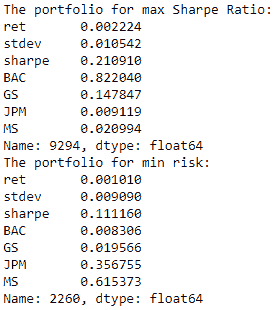 The portfolio for max Sharpe Ratio:
ret 0.002224
stdev 0.010542
sharpe 0.210910
BAC 0.822040
GS 0.147847
JPM 0.009119
MS 0.020994
Name: 9294, dtype: float64
The portfolio for min risk:
ret 0.001010
stdev 0.009090
sharpe 0.111160
BAC 0.008306
GS 0.019566
JPM 0.356755
MS 0.615373
Name: 2260, dtype: float64